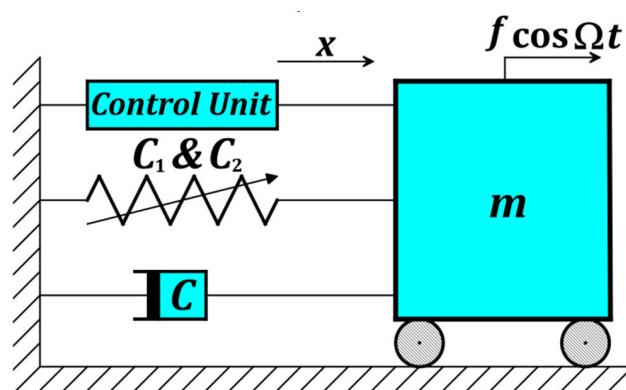 x
f cos Ωt
Control Unit
C₁ & C₂
m
C